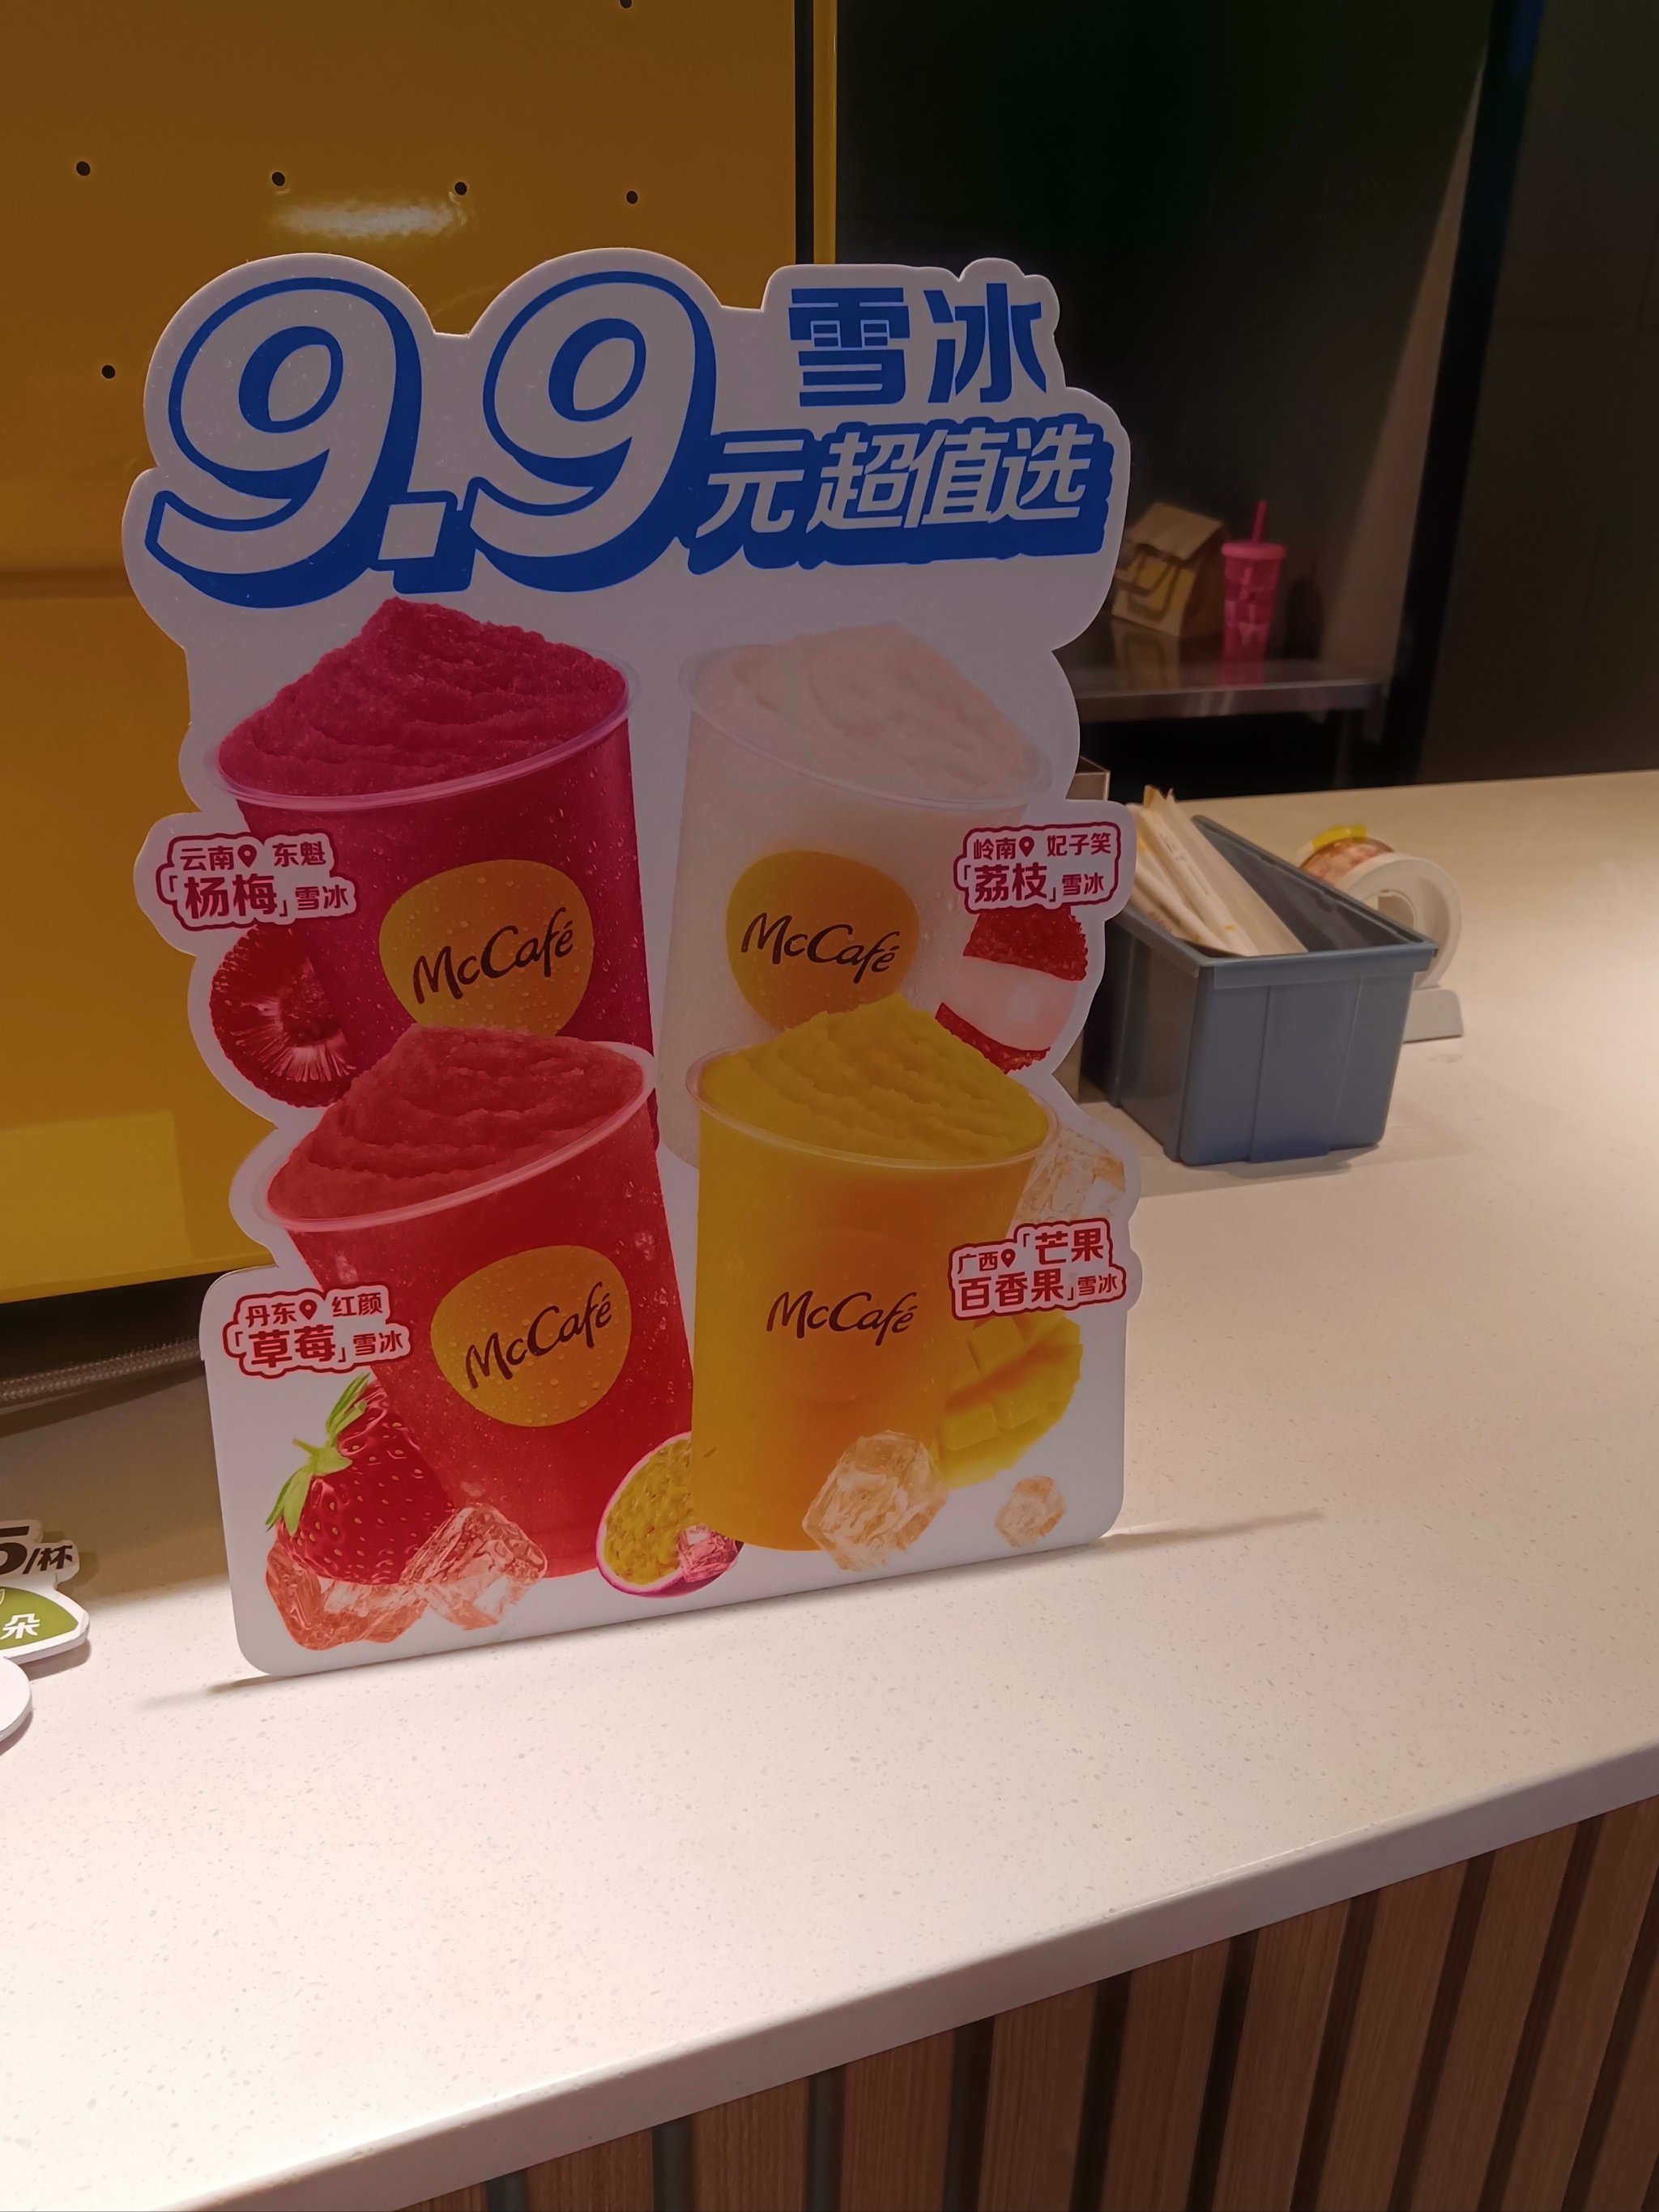 雪冰
9.9元超值选
云南 东魁
「杨梅」雪冰
McCafé
岭南 妃子笑
「荔枝」雪冰
McCafé
丹东 红颜
「草莓」雪冰
McCafé
广西「芒果
百香果」雪冰
McCafé
5/杯
朵